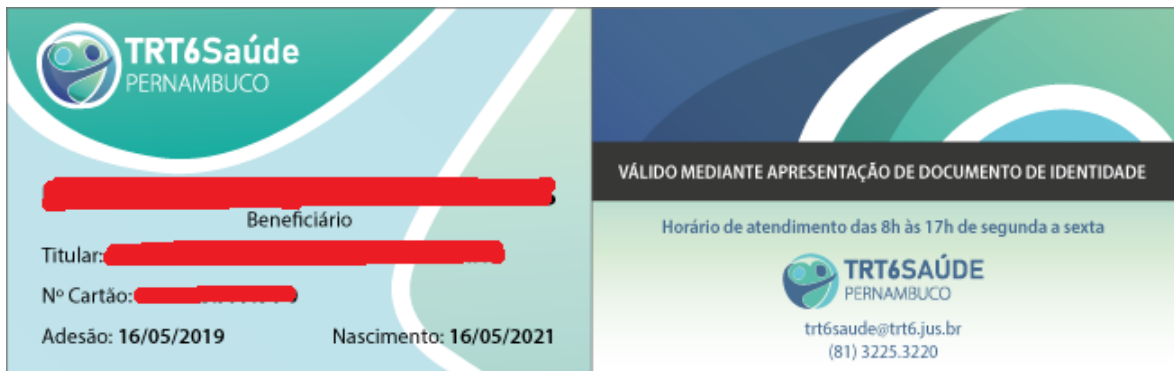 TRT6Saúde
PERNAMBUCO
Beneficiário
Titular:
Nº Cartão:
Adesão: 16/05/2019 Nascimento: 16/05/2021
VÁLIDO MEDIANTE APRESENTAÇÃO DE DOCUMENTO DE IDENTIDADE
Horário de atendimento das 8h às 17h de segunda a sexta
TRT6SAÚDE
PERNAMBUCO
trt6saude@trt6.jus.br
(81) 3225.3220